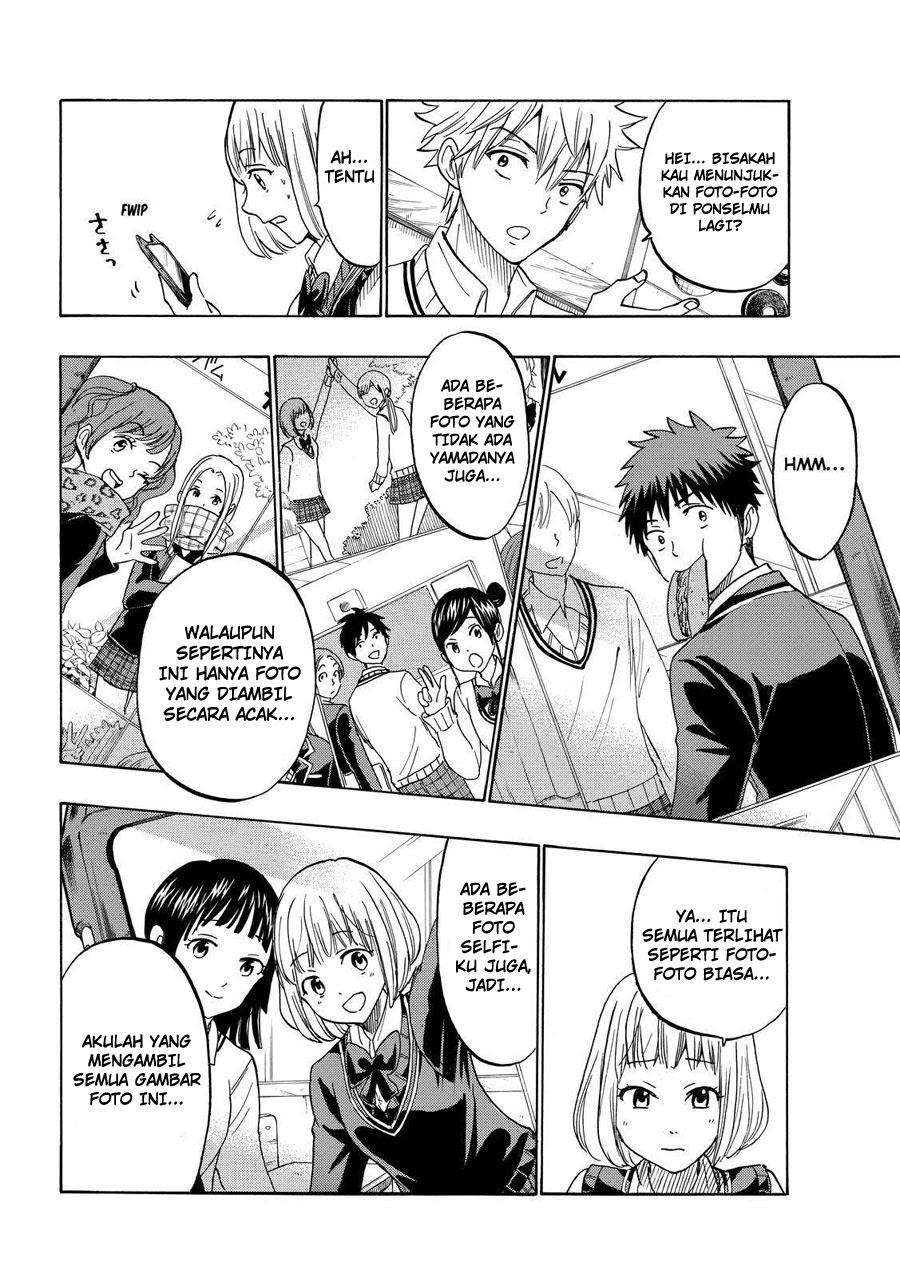 HEI... BISAKAH
KAU MENUNJUK-
KAN FOTO-FOTO
DI PONSELMU
LAGI?
AH...
TENTU
FWIP
ささっ
HMM...
ADA BE-
BERAPA
FOTO YANG
TIDAK ADA
YAMADANYA
JUGA...
WALAUPUN
SEPERTINYA
INI HANYA FOTO
YANG DIAMBIL
SECARA ACAK...
YA... ITU
SEMUA TERLIHAT
SEPERTI FOTO-
FOTO BIASA...
ADA BE-
BERAPA
FOTO
SELFI-
KU JUGA,
JADI...
AKULAH YANG
MENGAMBIL
SEMUA GAMBAR
FOTO INI...